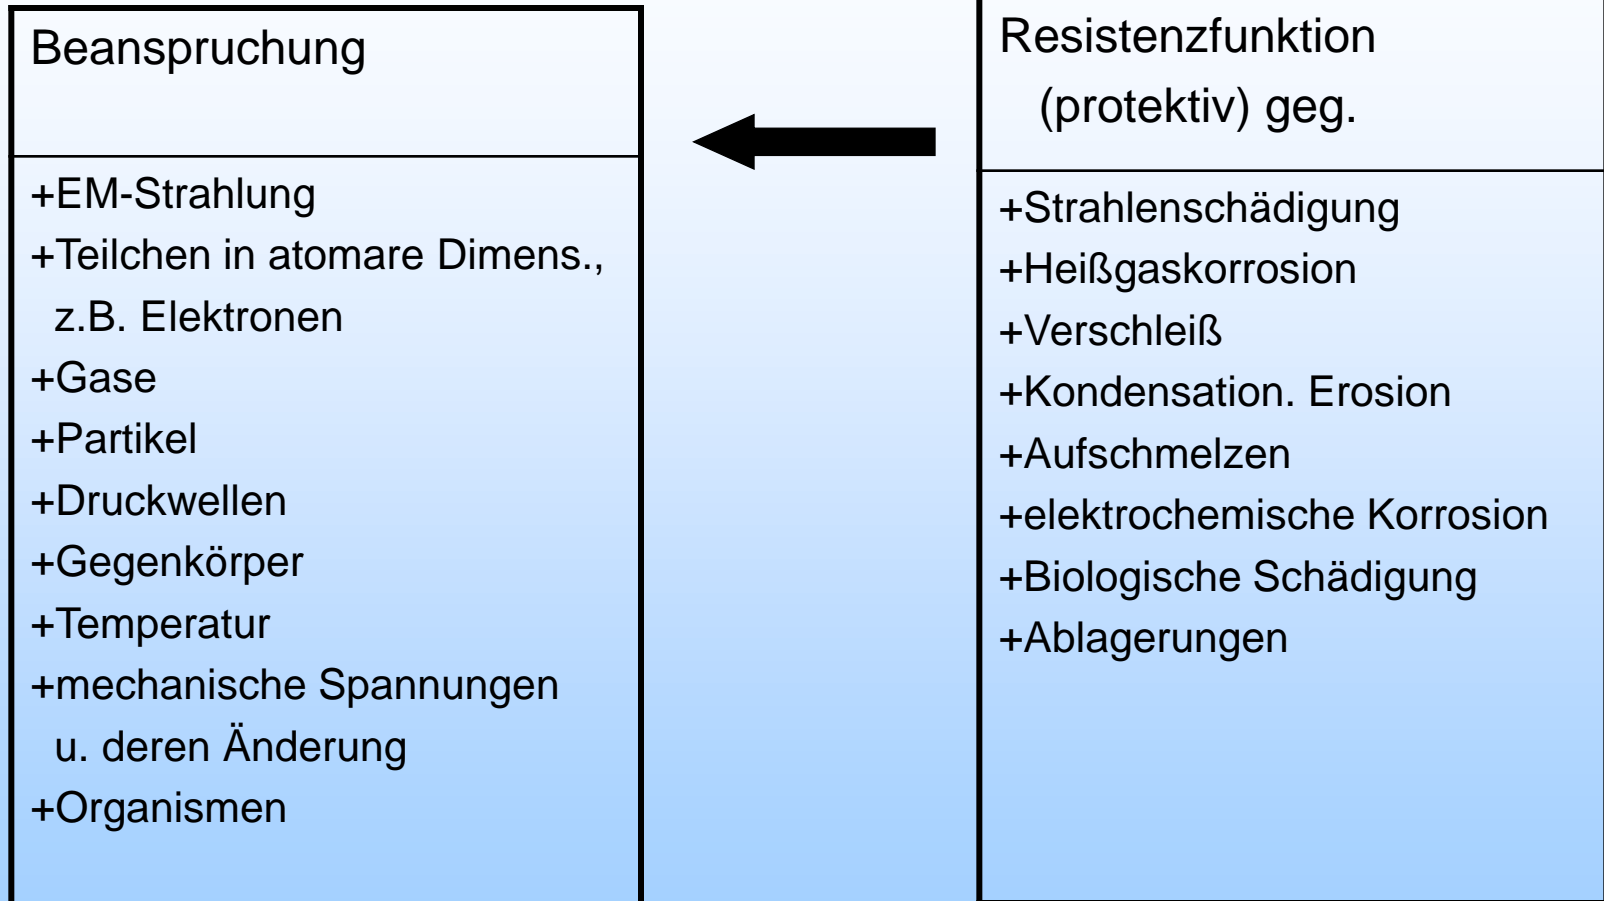 Beanspruchung
+EM-Strahlung
+Teilchen in atomare Dimens.,
z.B. Elektronen
+Gase
+Partikel
+Druckwellen
+Gegenkörper
+Temperatur
+mechanische Spannungen
u. deren Änderung
+Organismen
Resistenzfunktion
(protektiv) geg.
+Strahlenschädigung
+Heißgaskorrosion
+Verschleiß
+Kondensation. Erosion
+Aufschmelzen
+elektrochemische Korrosion
+Biologische Schädigung
+Ablagerungen